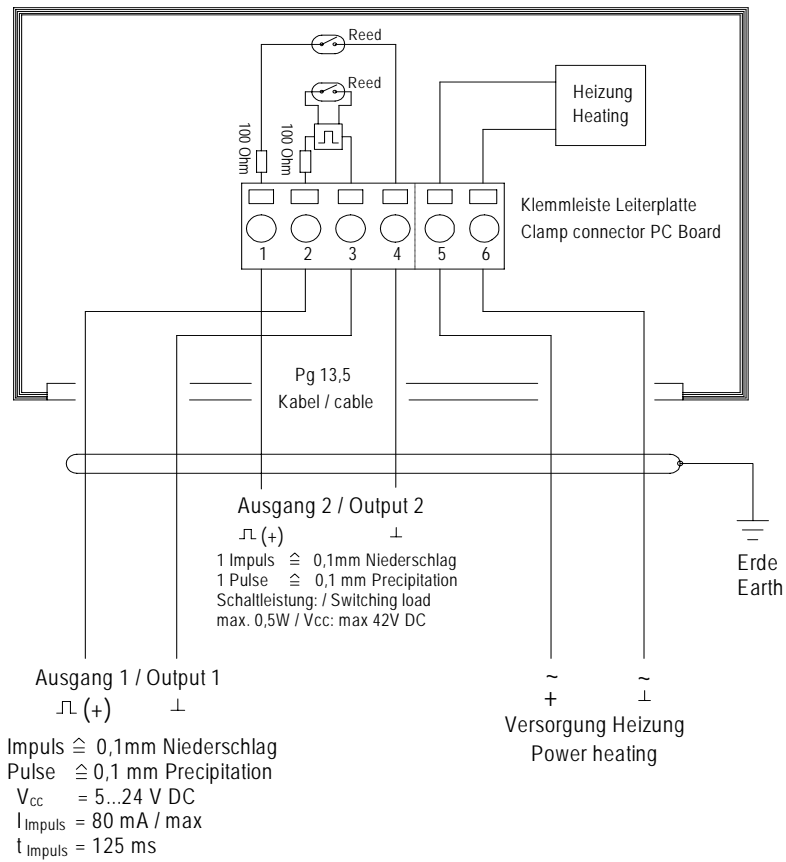 Reed
Reed
100 Ohm
100 Ohm
Heizung
Heating
Klemmleiste Leiterplatte
Clamp connector PC Board
1 2 3 4 5 6
Pg 13,5
Kabel / cable
Ausgang 2 / Output 2
⎍ (+) ⊥
1 Impuls ≙ 0,1mm Niederschlag
1 Pulse ≙ 0,1 mm Precipitation
Schaltleistung: / Switching load
max. 0,5W / Vcc: max 42V DC
Erde
Earth
Ausgang 1 / Output 1
⎍ (+) ⊥
Impuls ≙ 0,1mm Niederschlag
Pulse ≙ 0,1 mm Precipitation
Vcc = 5...24 V DC
I Impuls = 80 mA / max
t Impuls = 125 ms
~ ~
+ ⊥
Versorgung Heizung
Power heating